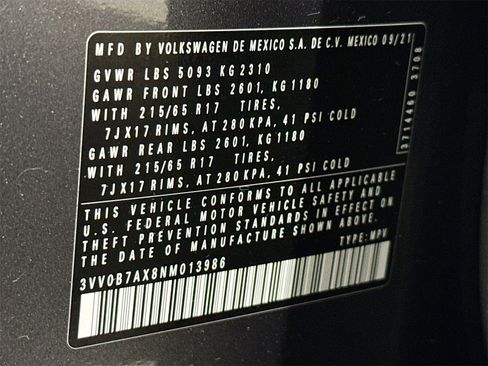 MFD BY VOLKSWAGEN DE MEXICO S.A. DE C.V. MEXICO 09/21
GVWR LBS 5093 KG 2310
GAWR FRONT LBS 2601, KG 1180
WITH 215/65 R17 TIRES,
7JX17 RIMS, AT 280 KPA, 41 PSI COLD
GAWR REAR LBS 2601, KG 1180
WITH 215/65 R17 TIRES,
7JX17 RIMS, AT 280 KPA, 41 PSI COLD
THIS VEHICLE CONFORMS TO ALL APPLICABLE
U.S. FEDERAL MOTOR VEHICLE SAFETY AND
THEFT PREVENTION STANDARDS IN EFFECT ON
THE DATE OF MANUFACTURE SHOWN ABOVE.
TYPE: MPV
3VV0B7AX8NM013986
3708